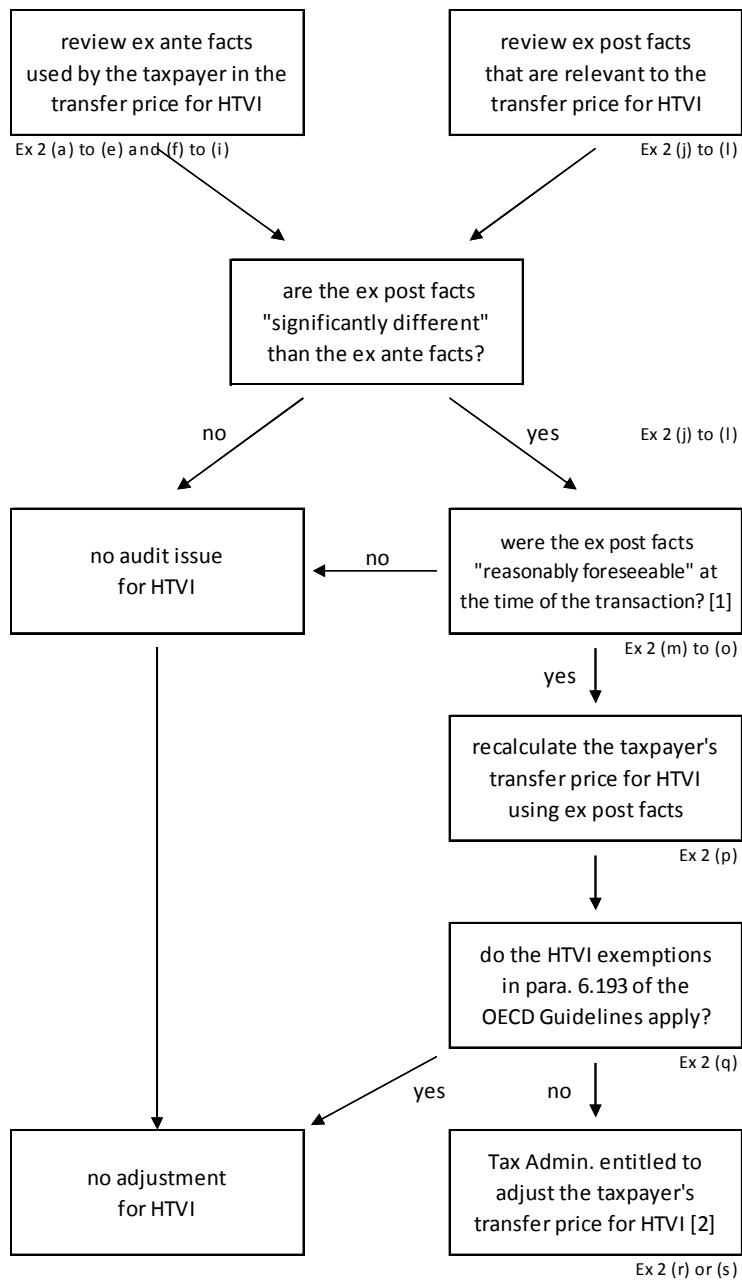 review ex ante facts
used by the taxpayer in the
transfer price for HTVI
Ex 2 (a) to (e) and (f) to (i)
review ex post facts
that are relevant to the
transfer price for HTVI
Ex 2 (j) to (l)
are the ex post facts
"significantly different"
than the ex ante facts?
no
yes
Ex 2 (j) to (l)
no audit issue
for HTVI
no
were the ex post facts
"reasonably foreseeable" at
the time of the transaction? [1]
Ex 2 (m) to (o)
yes
recalculate the taxpayer's
transfer price for HTVI
using ex post facts
Ex 2 (p)
do the HTVI exemptions
in para. 6.193 of the
OECD Guidelines apply?
Ex 2 (q)
yes
no
no adjustment
for HTVI
Tax Admin. entitled to
adjust the taxpayer's
transfer price for HTVI [2]
Ex 2 (r) or (s)